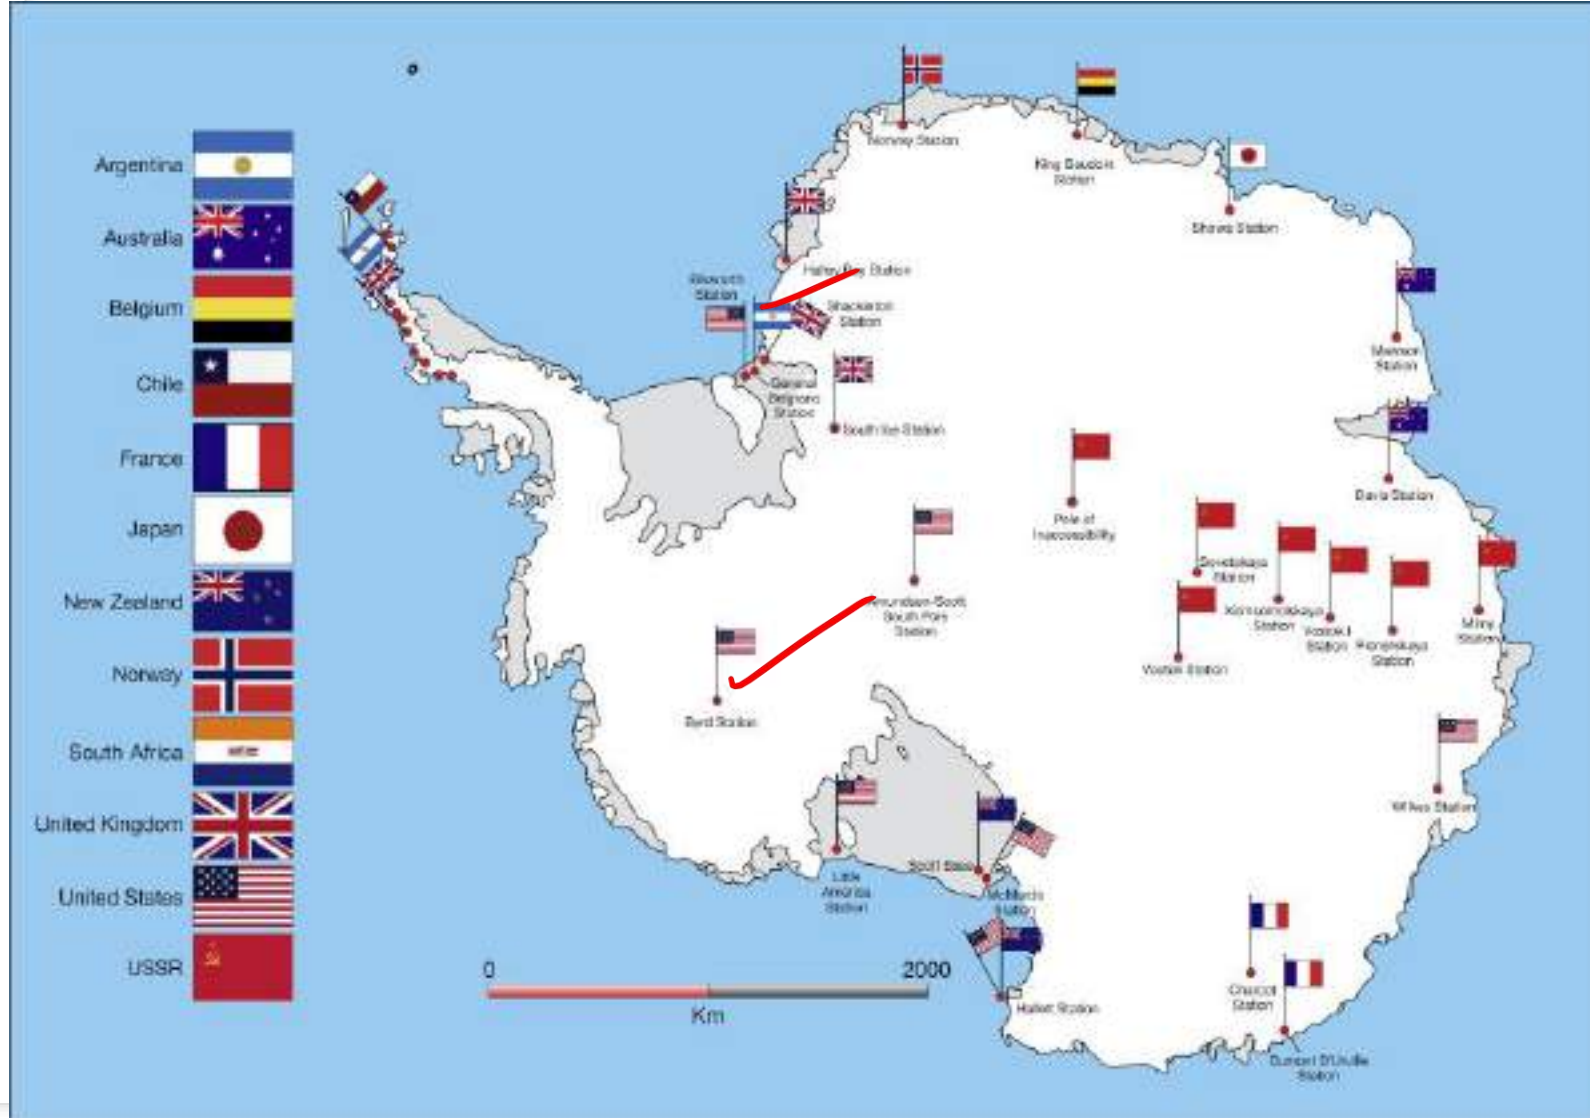 Argentina
Australia
Belgium
Chile
France
Japan
New Zealand
Norway
South Africa
United Kingdom
United States
USSR
Norway Station
King Baudoin
Station
Showa Station
Halley Bay Station
Ellsworth
Station
Shackleton
Station
General
Belgrano
Station
South Ice Station
Mawson
Station
Davis Station
Pole of
Inaccessibility
Sovetskaya
Station
Komsomolskaya
Station
Vostok I
Station
Pionerskaya
Station
Mirny
Station
Vostok Station
Amundsen-Scott
South Pole
Station
Byrd Station
Wilkes Station
Little
America
Station
Scott Base
McMurdo
Station
Hallett Station
Charcot
Station
Dumont D'Urville
Station
0 2000
Km